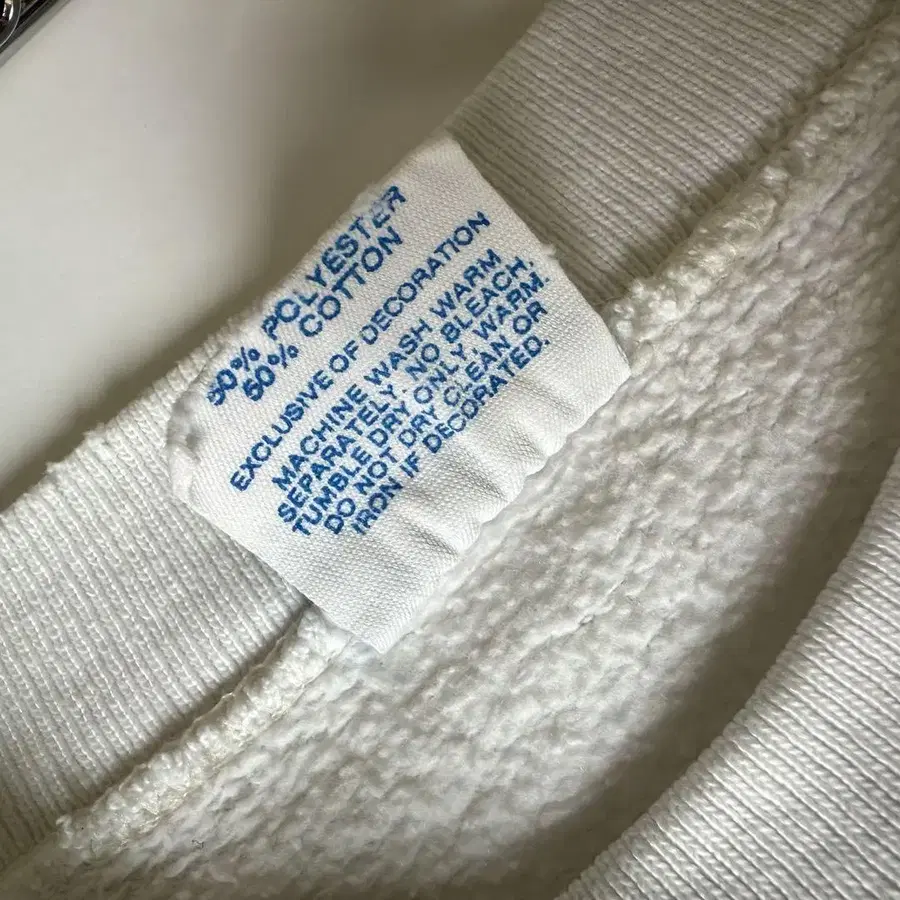 50% POLYESTER
50% COTTON
EXCLUSIVE OF DECORATION
MACHINE WASH WARM
SEPARATELY. NO BLEACH.
TUMBLE DRY ONLY, WARM.
DO NOT DRY CLEAN OR
IRON IF DECORATED.